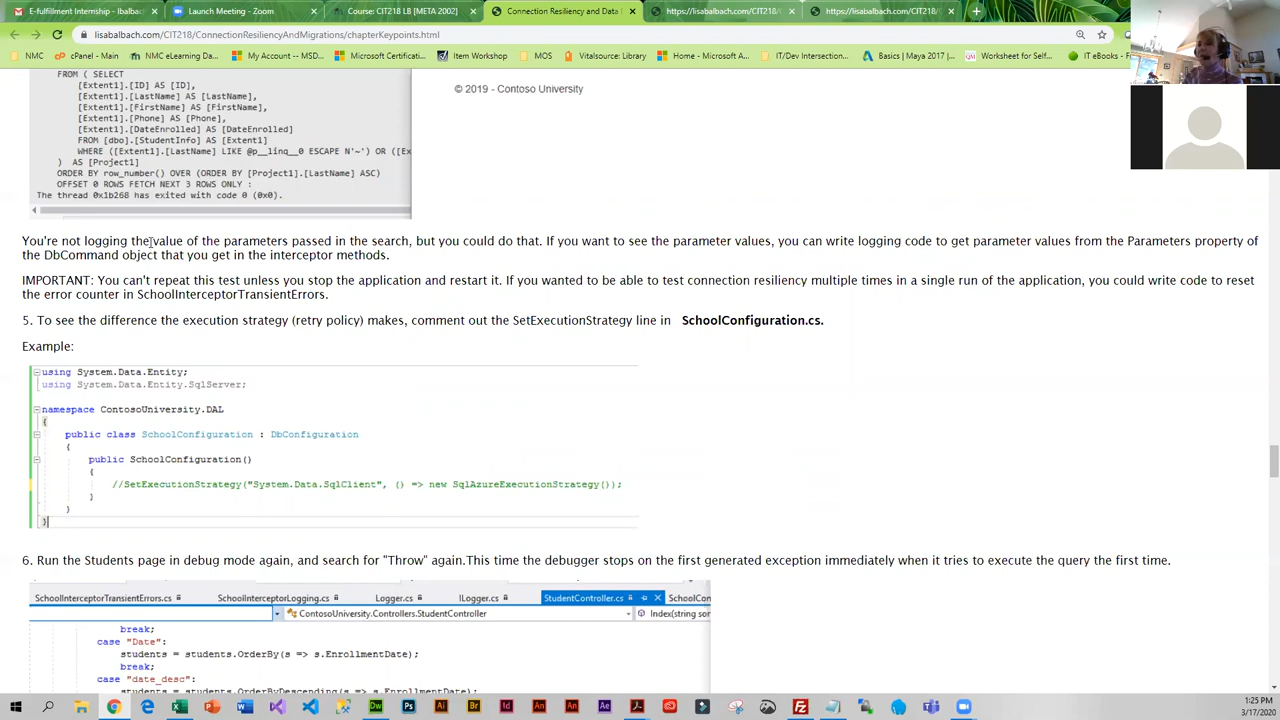 E-fulfillment Internship - lbalbac
Launch Meeting - Zoom
Course: CIT218 LB [META 2002]
Connection Resiliency and Data
https://lisabalbach.com/CIT218/C
https://lisabalbach.com/CIT218/C
lisabalbach.com/CIT218/ConnectionResiliencyAndMigrations/chapterKeypoints.html
NMC
cPanel - Main
NMC eLearning Da...
My Account -- MSD...
Microsoft Certificati...
Item Workshop
MOS
Vitalsource: Library
Home - Microsoft A...
IT/Dev Intersection...
Basics | Maya 2017 |...
Worksheet for Self...
IT eBooks - F
FROM ( SELECT
[Extent1].[ID] AS [ID],
[Extent1].[LastName] AS [LastName],
[Extent1].[FirstName] AS [FirstName],
[Extent1].[Phone] AS [Phone],
[Extent1].[DateEnrolled] AS [DateEnrolled]
FROM [dbo].[StudentInfo] AS [Extent1]
WHERE ([Extent1].[LastName] LIKE @p__linq__0 ESCAPE N'~') OR ([Ex
) AS [Project1]
ORDER BY row_number() OVER (ORDER BY [Project1].[LastName] ASC)
OFFSET 0 ROWS FETCH NEXT 3 ROWS ONLY :
The thread 0x1b268 has exited with code 0 (0x0).
© 2019 - Contoso University
You're not logging the value of the parameters passed in the search, but you could do that. If you want to see the parameter values, you can write logging code to get parameter values from the Parameters property of
the DbCommand object that you get in the interceptor methods.
IMPORTANT: You can't repeat this test unless you stop the application and restart it. If you wanted to be able to test connection resiliency multiple times in a single run of the application, you could write code to reset
the error counter in SchoolInterceptorTransientErrors.
5. To see the difference the execution strategy (retry policy) makes, comment out the SetExecutionStrategy line in SchoolConfiguration.cs.
Example:
using System.Data.Entity;
using System.Data.Entity.SqlServer;
namespace ContosoUniversity.DAL
{
public class SchoolConfiguration : DbConfiguration
{
public SchoolConfiguration()
{
//SetExecutionStrategy("System.Data.SqlClient", () => new SqlAzureExecutionStrategy());
}
}
}
6. Run the Students page in debug mode again, and search for "Throw" again.This time the debugger stops on the first generated exception immediately when it tries to execute the query the first time.
SchoolInterceptorTransientErrors.cs
SchoolInterceptorLogging.cs
Logger.cs
ILogger.cs
StudentController.cs
SchoolCon
ContosoUniversity.Controllers.StudentController
Index(string sor
break;
case "Date":
students = students.OrderBy(s => s.EnrollmentDate);
break;
case "date_desc":
students = students.OrderByDescending(s => s.EnrollmentDate);
1:25 PM
3/17/2020